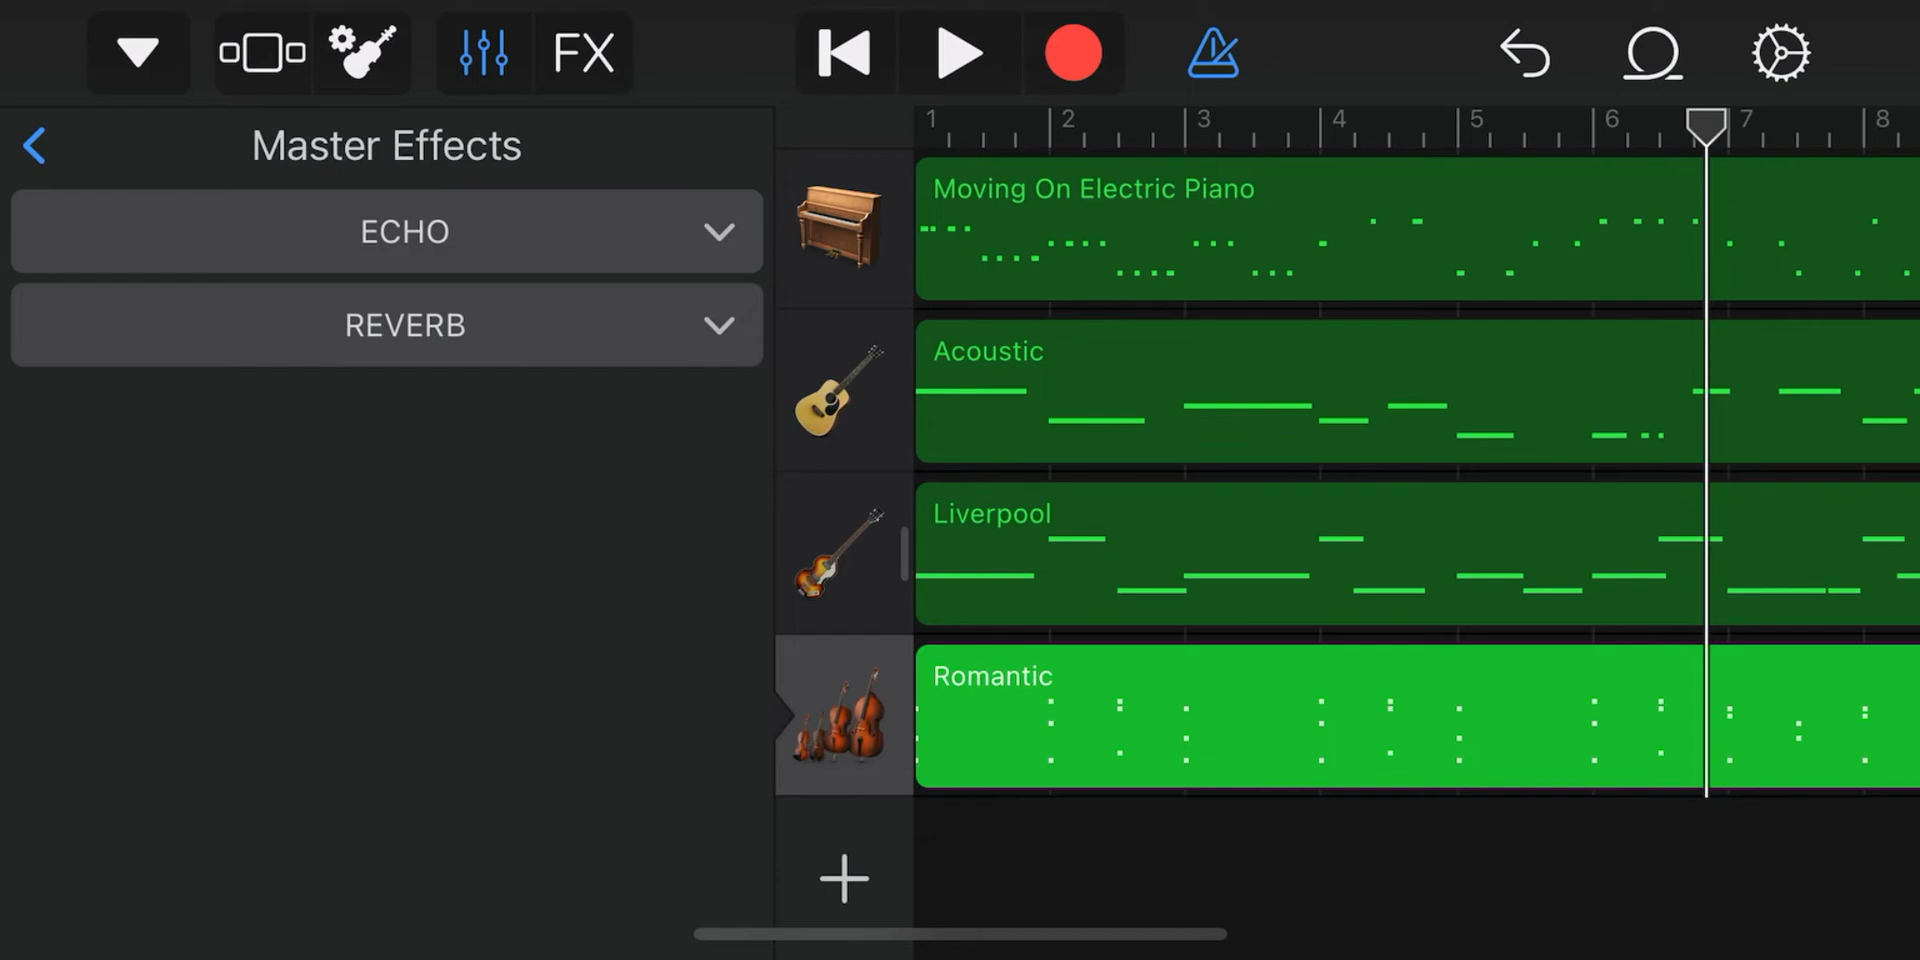 FX
1 2 3 4 5 6 7 8
Master Effects
ECHO
REVERB
Moving On Electric Piano
Acoustic
Liverpool
Romantic